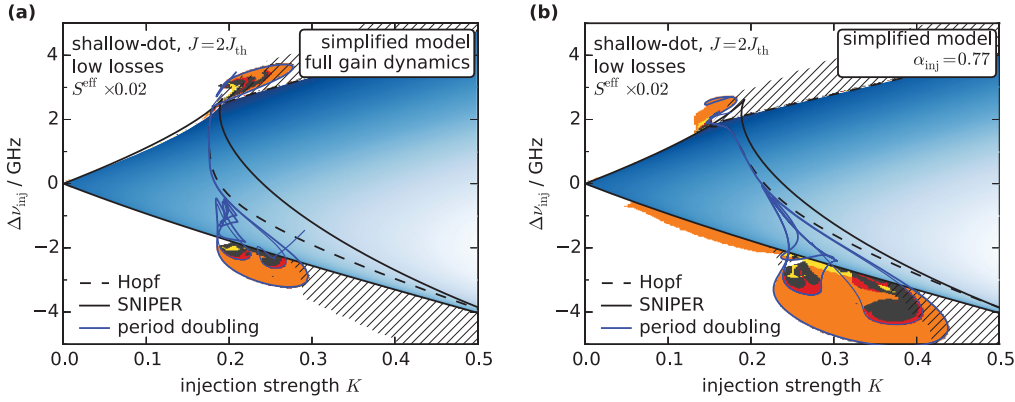 (a)
shallow-dot, J=2J_th
low losses
S^eff ×0.02
simplified model
full gain dynamics
Δν_inj / GHz
4
2
0
−2
−4
Hopf
SNIPER
period doubling
0.0 0.1 0.2 0.3 0.4 0.5
injection strength K
(b)
shallow-dot, J=2J_th
low losses
S^eff ×0.02
simplified model
α_inj=0.77
Δν_inj / GHz
4
2
0
−2
−4
Hopf
SNIPER
period doubling
0.0 0.1 0.2 0.3 0.4 0.5
injection strength K